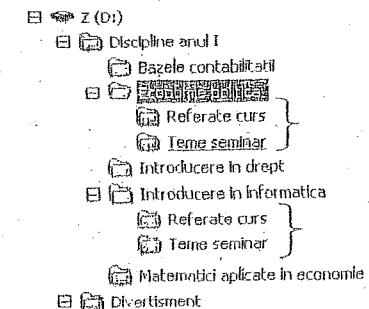 Z (D:)
Discipline anul I
Bazele contabilitatii
Referate curs
Teme seminar
Introducere in drept
Introducere in informatica
Referate curs
Teme seminar
Matematici aplicate in economie
Divertisment